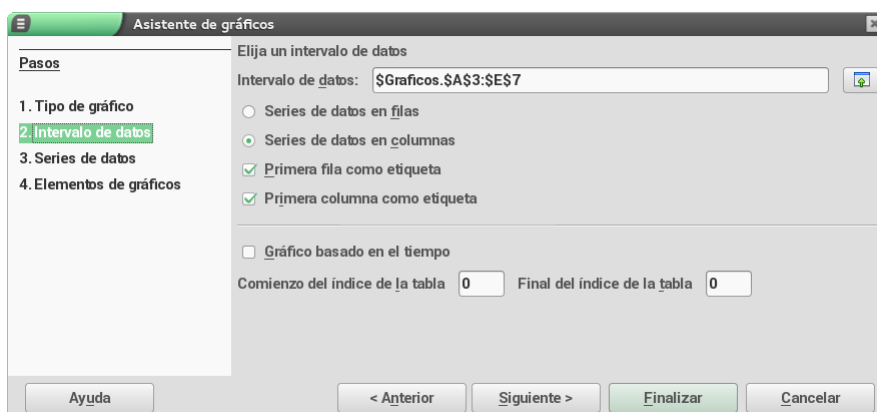 Asistente de gráficos
Pasos
1. Tipo de gráfico
2. Intervalo de datos
3. Series de datos
4. Elementos de gráficos
Elija un intervalo de datos
Intervalo de datos: $Graficos.$A$3:$E$7
Series de datos en filas
Series de datos en columnas
Primera fila como etiqueta
Primera columna como etiqueta
Gráfico basado en el tiempo
Comienzo del índice de la tabla 0 Final del índice de la tabla 0
Ayuda < Anterior Siguiente > Finalizar Cancelar